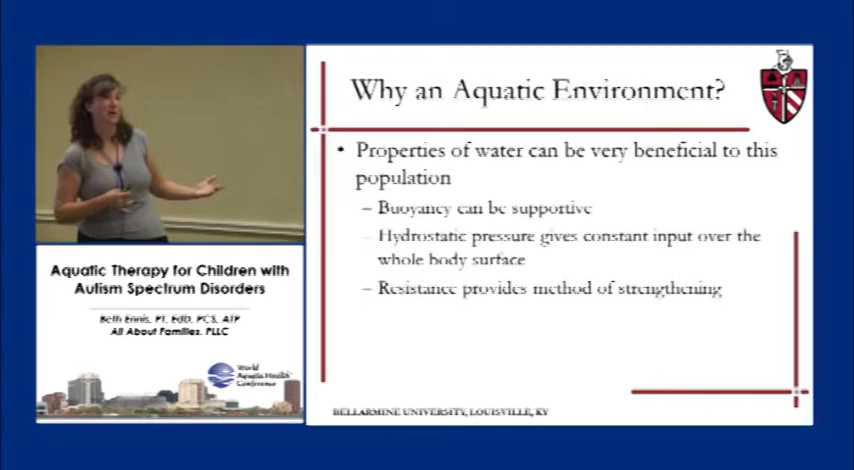 Why an Aquatic Environment?
• Properties of water can be very beneficial to this
population
– Buoyancy can be supportive
– Hydrostatic pressure gives constant input over the
whole body surface
– Resistance provides method of strengthening
BELLARMINE UNIVERSITY, LOUISVILLE, KY
Aquatic Therapy for Children with
Autism Spectrum Disorders
Beth Ennis, PT, EdD, PCS, ATP
All About Families, PLLC
World
Aquatic Health
Conference